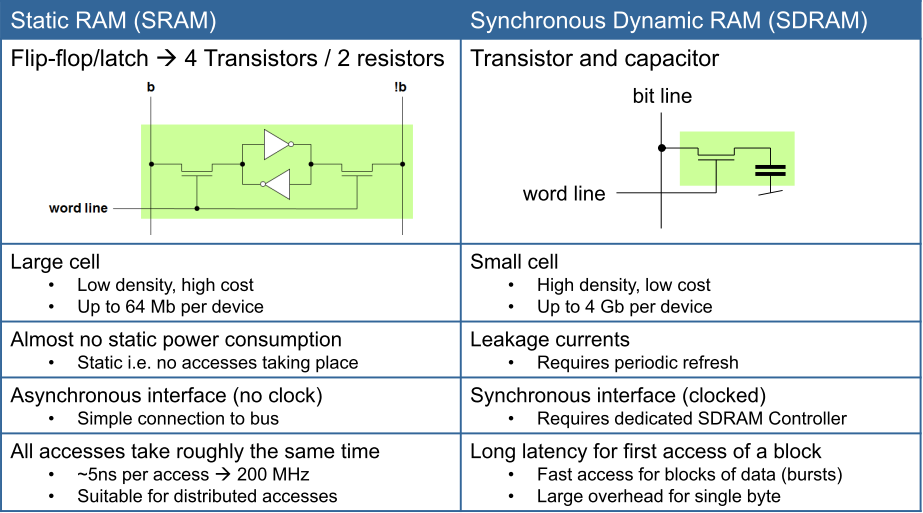 Static RAM (SRAM)
Synchronous Dynamic RAM (SDRAM)
Flip-flop/latch → 4 Transistors / 2 resistors
b
!b
word line
Transistor and capacitor
bit line
word line
Large cell
• Low density, high cost
• Up to 64 Mb per device
Small cell
• High density, low cost
• Up to 4 Gb per device
Almost no static power consumption
• Static i.e. no accesses taking place
Leakage currents
• Requires periodic refresh
Asynchronous interface (no clock)
• Simple connection to bus
Synchronous interface (clocked)
• Requires dedicated SDRAM Controller
All accesses take roughly the same time
• ~5ns per access → 200 MHz
• Suitable for distributed accesses
Long latency for first access of a block
• Fast access for blocks of data (bursts)
• Large overhead for single byte